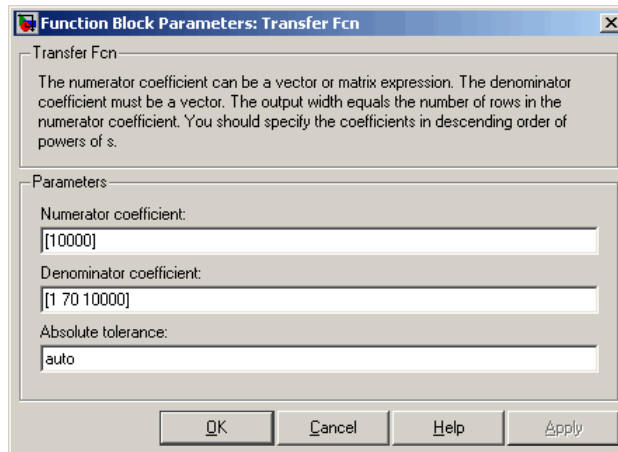 Function Block Parameters: Transfer Fcn
Transfer Fcn
The numerator coefficient can be a vector or matrix expression. The denominator
coefficient must be a vector. The output width equals the number of rows in the
numerator coefficient. You should specify the coefficients in descending order of
powers of s.
Parameters
Numerator coefficient:
[10000]
Denominator coefficient:
[1 70 10000]
Absolute tolerance:
auto
OK Cancel Help Apply